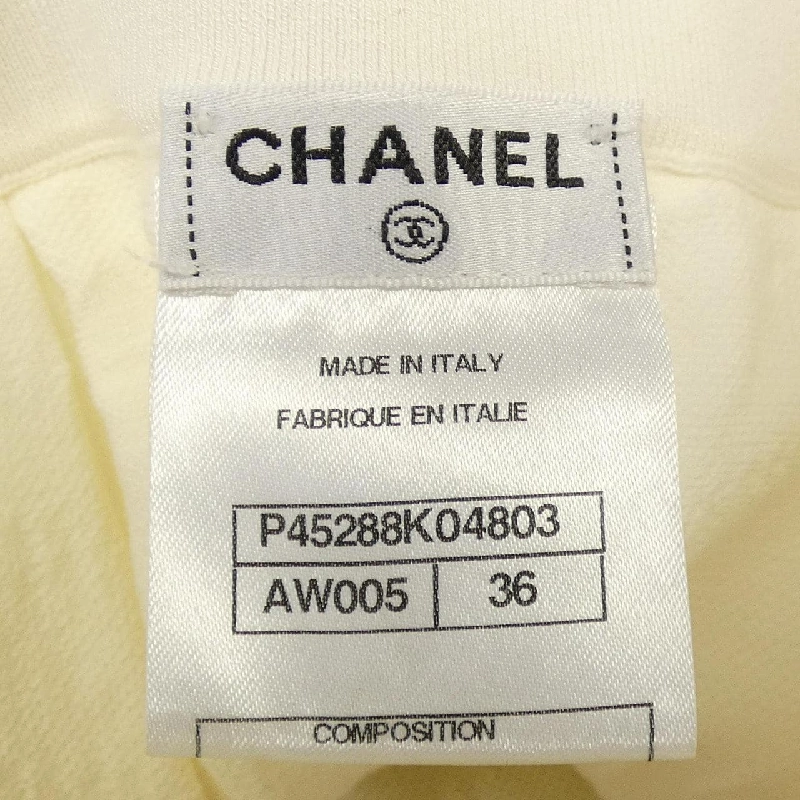 CHANEL
MADE IN ITALY
FABRIQUE EN ITALIE
P45288K04803
AW005 36
COMPOSITION